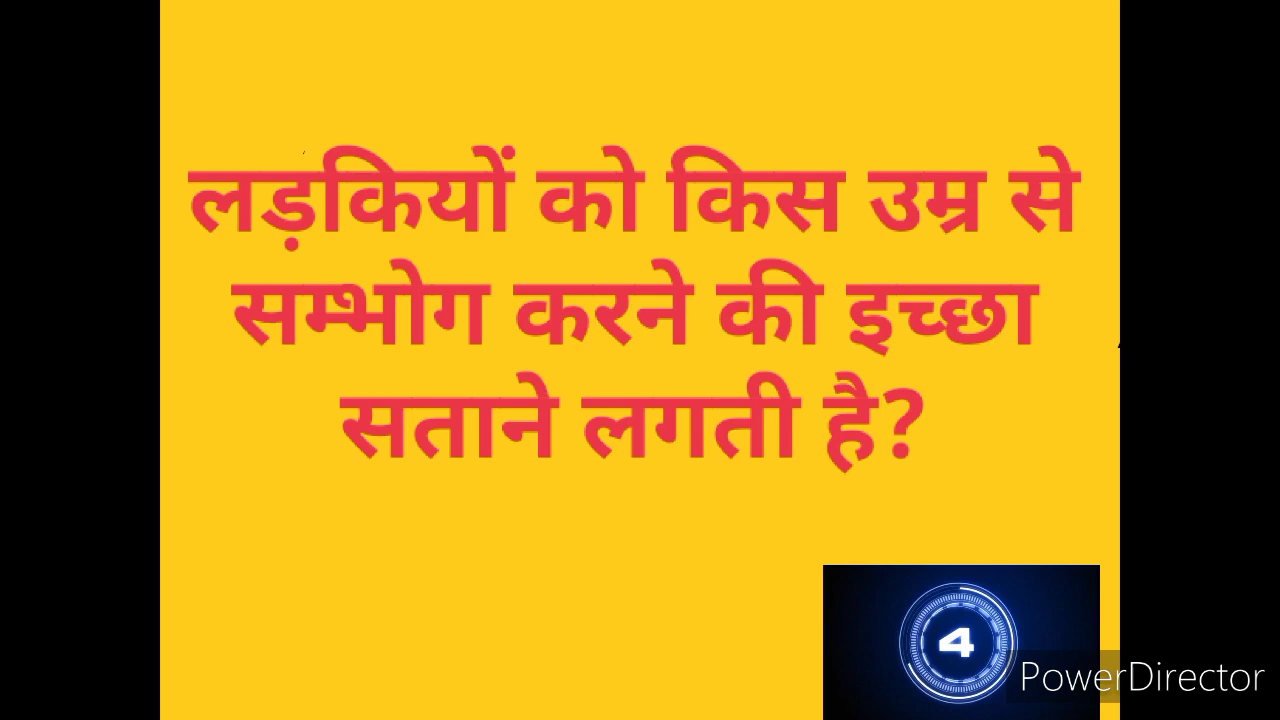 लड़कियों को किस उम्र से
सम्भोग करने की इच्छा
सताने लगती है?
4
PowerDirector